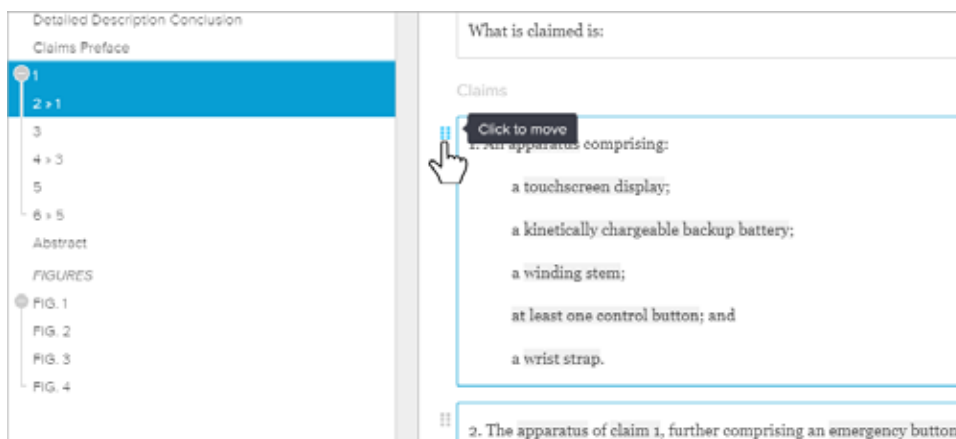 Detailed Description Conclusion
Claims Preface
1
2 » 1
3
4 » 3
5
6 » 5
Abstract
FIGURES
FIG. 1
FIG. 2
FIG. 3
FIG. 4
What is claimed is:
Claims
Click to move
1. An apparatus comprising:
a touchscreen display;
a kinetically chargeable backup battery;
a winding stem;
at least one control button; and
a wrist strap.
2. The apparatus of claim 1, further comprising an emergency button